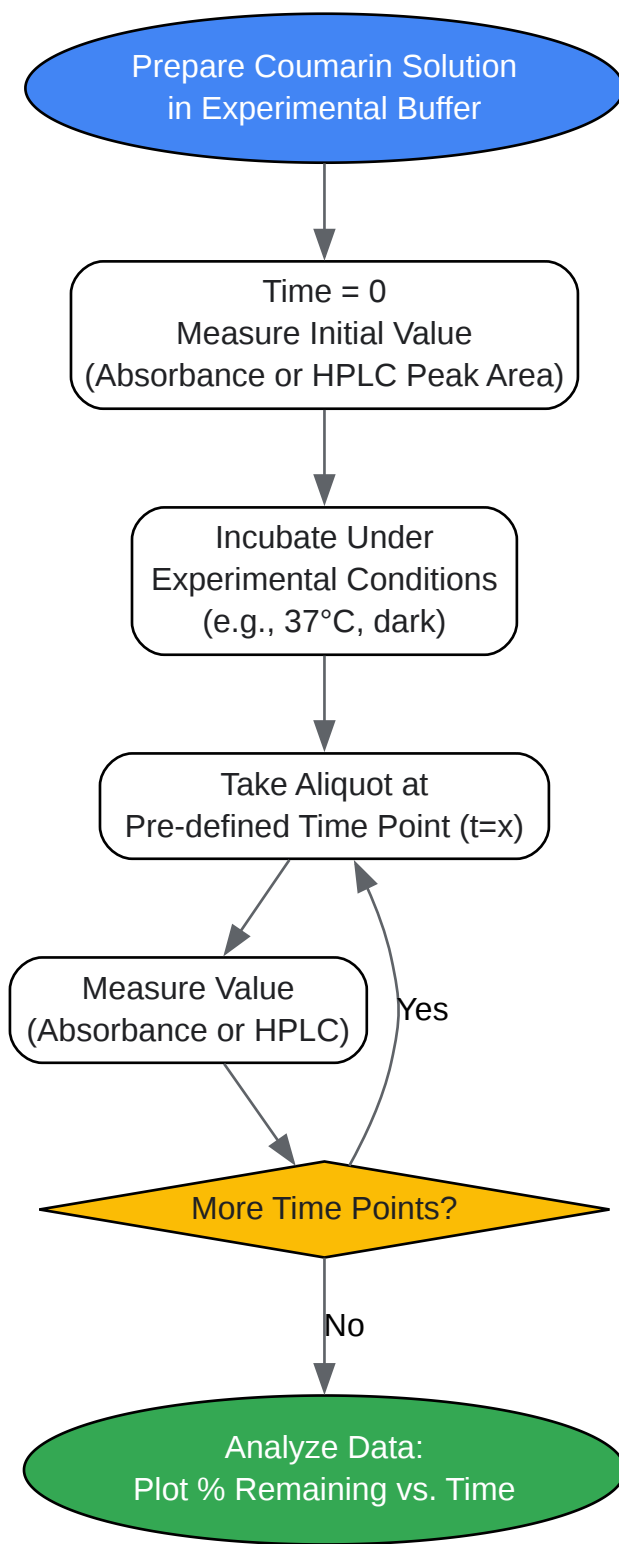 Prepare Coumarin Solution
in Experimental Buffer
Time = 0
Measure Initial Value
(Absorbance or HPLC Peak Area)
Incubate Under
Experimental Conditions
(e.g., 37°C, dark)
Take Aliquot at
Pre-defined Time Point (t=x)
Measure Value
(Absorbance or HPLC)
Yes
More Time Points?
No
Analyze Data:
Plot % Remaining vs. Time